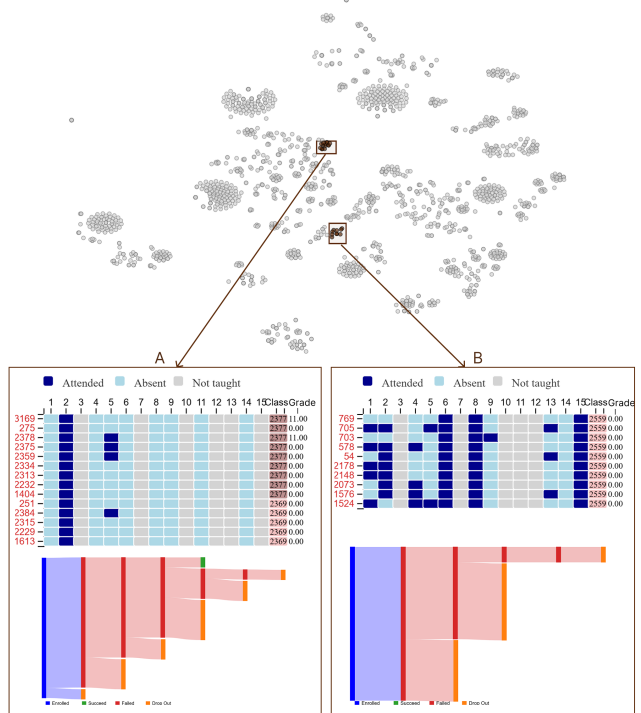 A B
Attended Absent Not taught
1 2 3 4 5 6 7 8 9 10 11 12 13 14 15 Class Grade
3169 2377 11.00
275 2377 0.00
2378 2377 11.00
2375 2377 0.00
2359 2377 0.00
2334 2377 0.00
2313 2377 0.00
2232 2377 0.00
1404 2377 0.00
251 2369 0.00
2384 2369 0.00
2315 2369 0.00
2229 2369 0.00
1613 2369 0.00
Enrolled Succeed Failed Drop Out
Attended Absent Not taught
1 2 3 4 5 6 7 8 9 10 11 12 13 14 15 Class Grade
769 2559 0.00
705 2559 0.00
703 2559 0.00
578 2559 0.00
54 2559 0.00
2178 2559 0.00
2148 2559 0.00
2073 2559 0.00
1576 2559 0.00
1524 2559 0.00
Enrolled Succeed Failed Drop Out